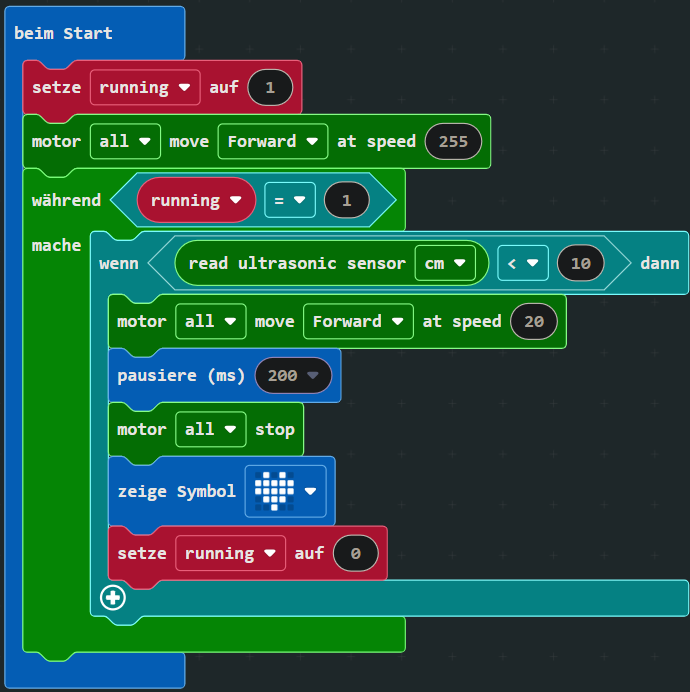 beim Start
setze running auf 1
motor all move Forward at speed 255
während running = 1
mache
wenn read ultrasonic sensor cm < 10 dann
motor all move Forward at speed 20
pausiere (ms) 200
motor all stop
zeige Symbol
setze running auf 0